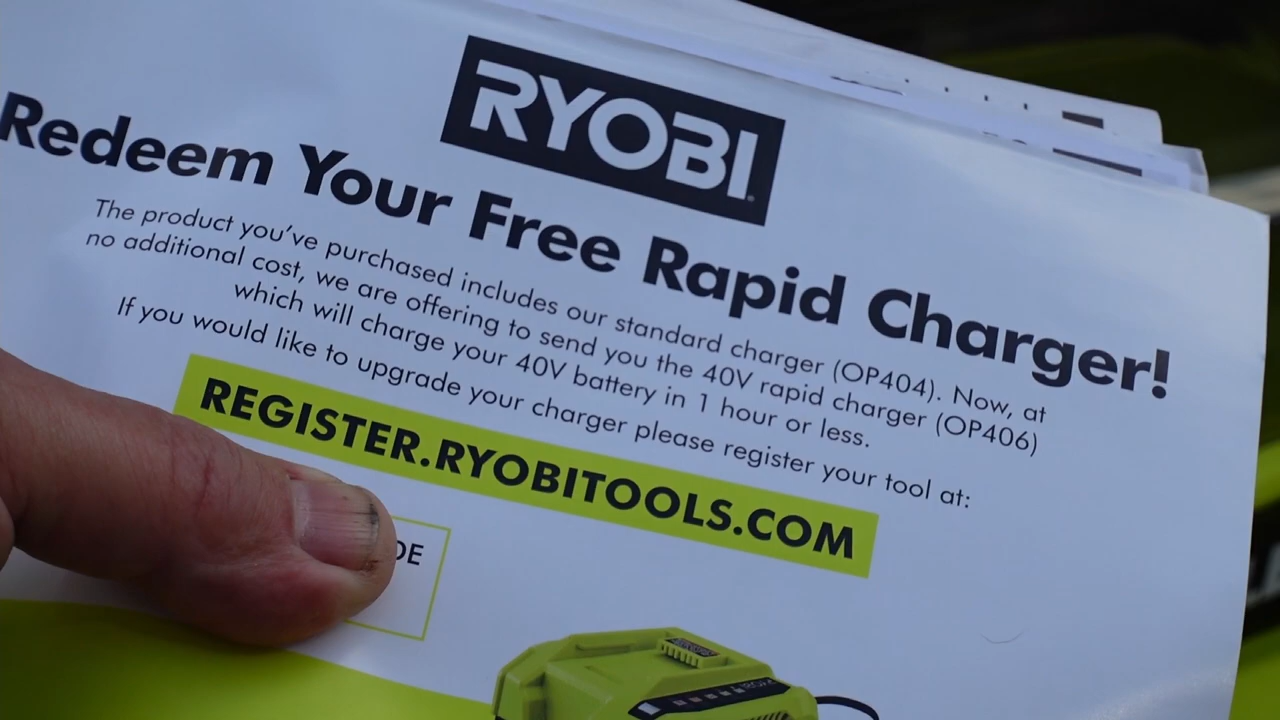 RYOBI
Redeem Your Free Rapid Charger!
The product you've purchased includes our standard charger (OP404). Now, at
no additional cost, we are offering to send you the 40V rapid charger (OP406)
which will charge your 40V battery in 1 hour or less.
If you would like to upgrade your charger please register your tool at:
REGISTER.RYOBITOOLS.COM